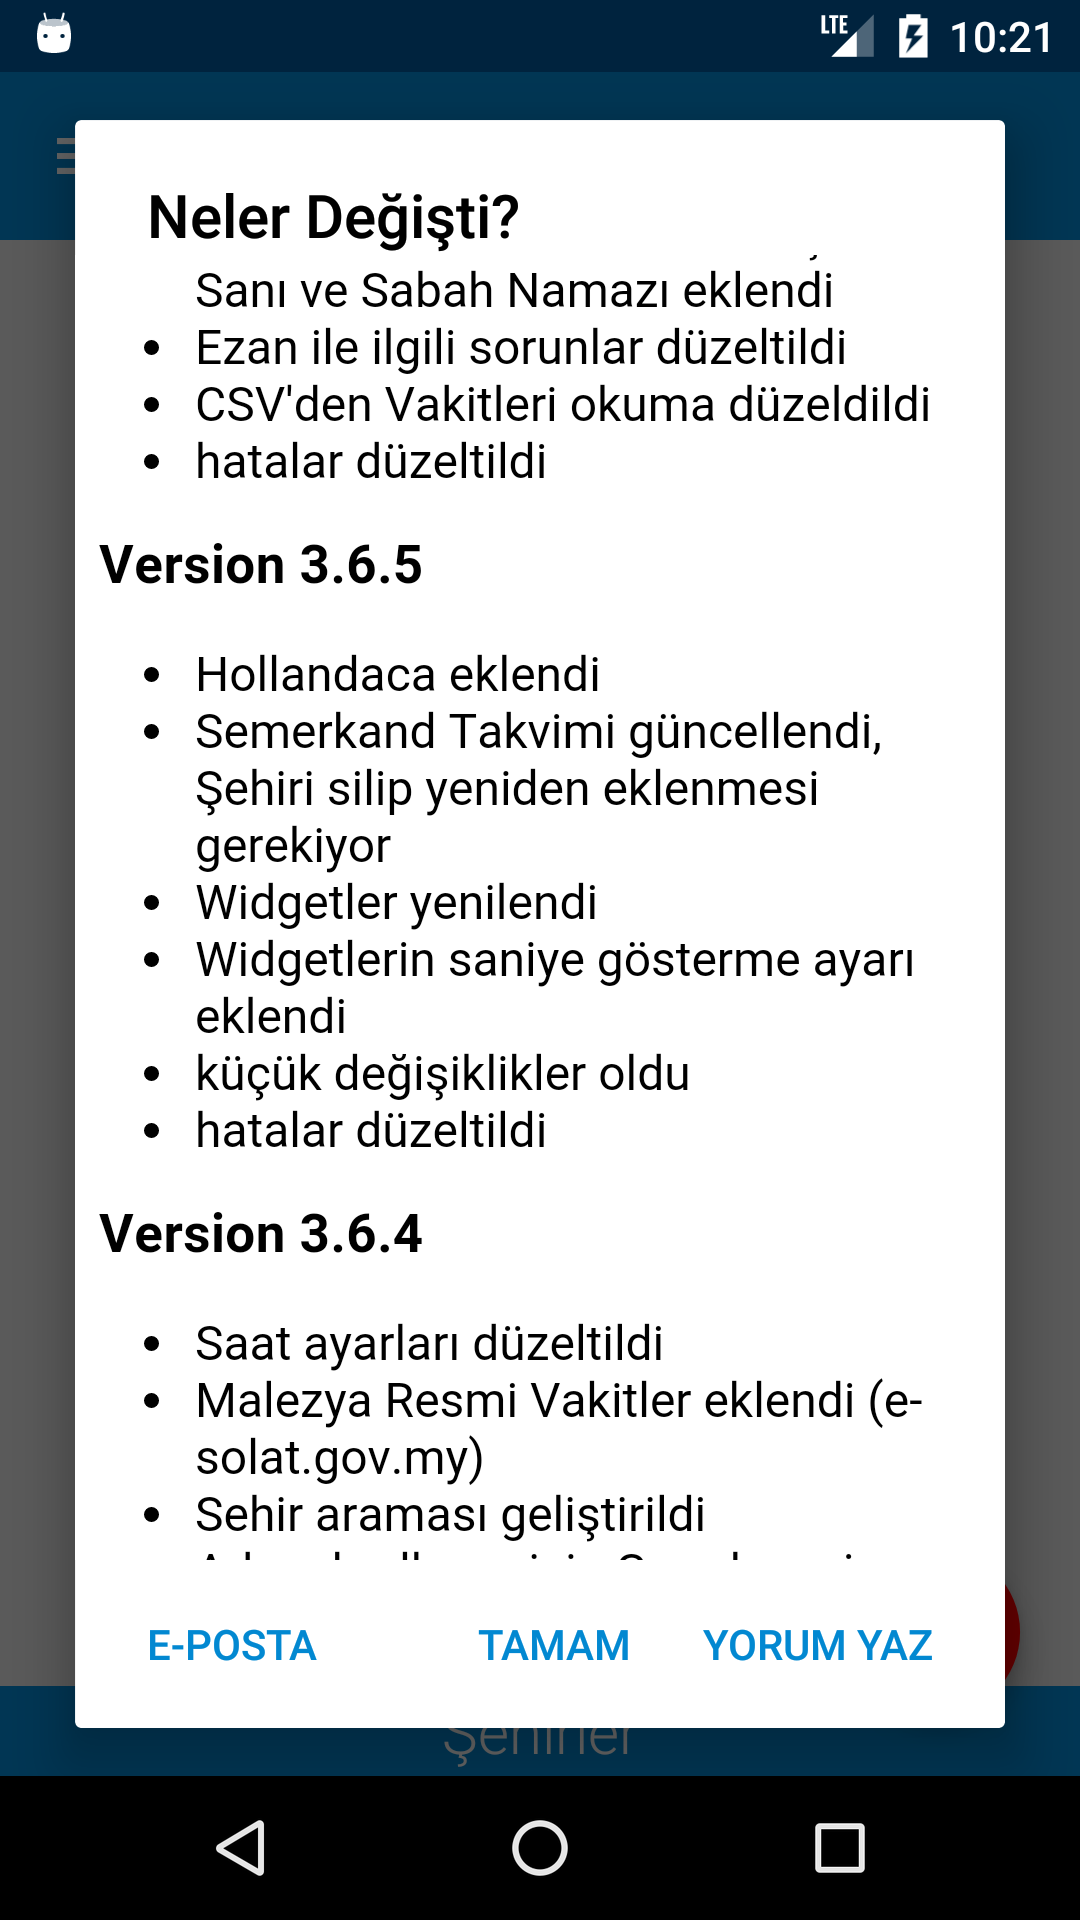 LTE 10:21
Neler Değişti?
Sanı ve Sabah Namazı eklendi
• Ezan ile ilgili sorunlar düzeltildi
• CSV'den Vakitleri okuma düzeldildi
• hatalar düzeltildi
Version 3.6.5
• Hollandaca eklendi
• Semerkand Takvimi güncellendi,
Şehiri silip yeniden eklenmesi
gerekiyor
• Widgetler yenilendi
• Widgetlerin saniye gösterme ayarı
eklendi
• küçük değişiklikler oldu
• hatalar düzeltildi
Version 3.6.4
• Saat ayarları düzeltildi
• Malezya Resmi Vakitler eklendi (e-
solat.gov.my)
• Sehir araması geliştirildi
E-POSTA TAMAM YORUM YAZ
Şehirler